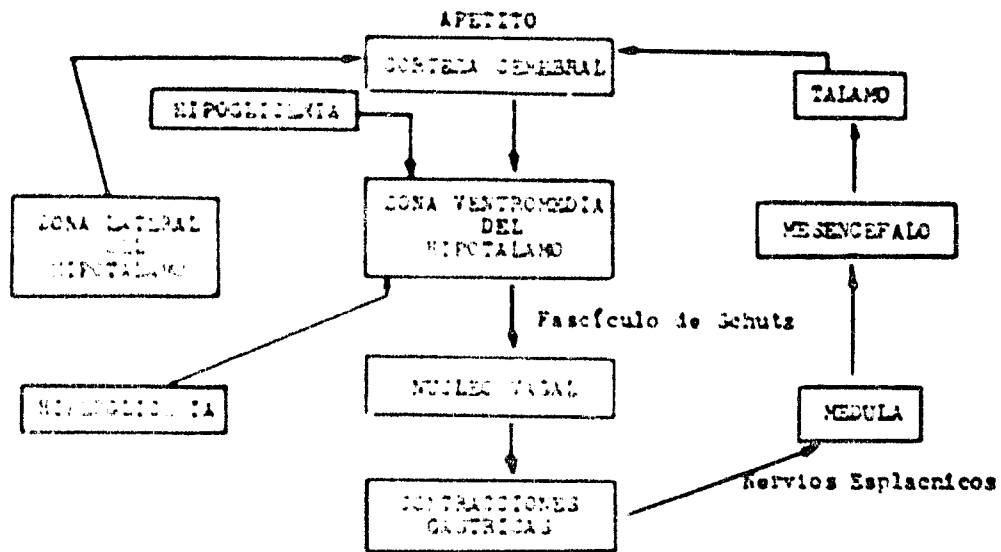 APETITO
CORTEZA CEREBRAL
TALAMO
HIPOGLICEMIA
ZONA LATERAL
DEL
HIPOTALAMO
ZONA VENTROMEDIA
DEL
HIPOTALAMO
MESENCEFALO
Fascículo de Schutz
HIPERGLICEMIA
NUCLEO VAGAL
MEDULA
Nervios Esplacnicos
CONTRACCIONES
GASTRICAS